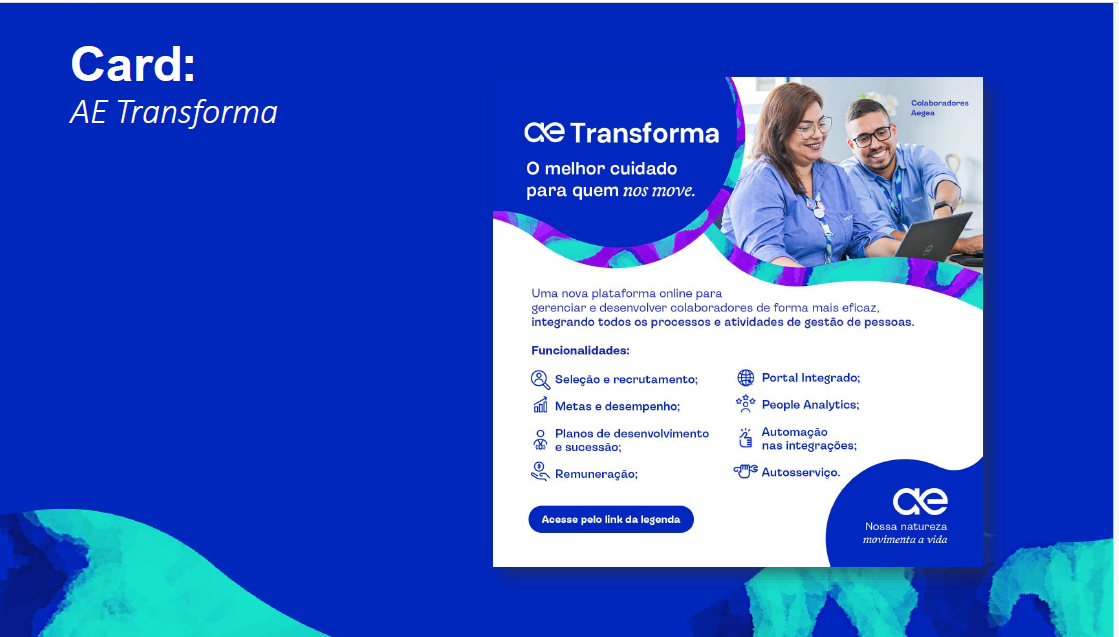 Card:
AE Transforma
Colaboradores
Aegea
ae Transforma
O melhor cuidado
para quem nos move.
Uma nova plataforma online para
gerenciar e desenvolver colaboradores de forma mais eficaz,
integrando todos os processos e atividades de gestão de pessoas.
Funcionalidades:
Seleção e recrutamento;
Metas e desempenho;
Planos de desenvolvimento
e sucessão;
Remuneração;
Portal Integrado;
People Analytics;
Automação
nas integrações;
Autosserviço.
Acesse pelo link da legenda
ae
Nossa natureza
movimenta a vida